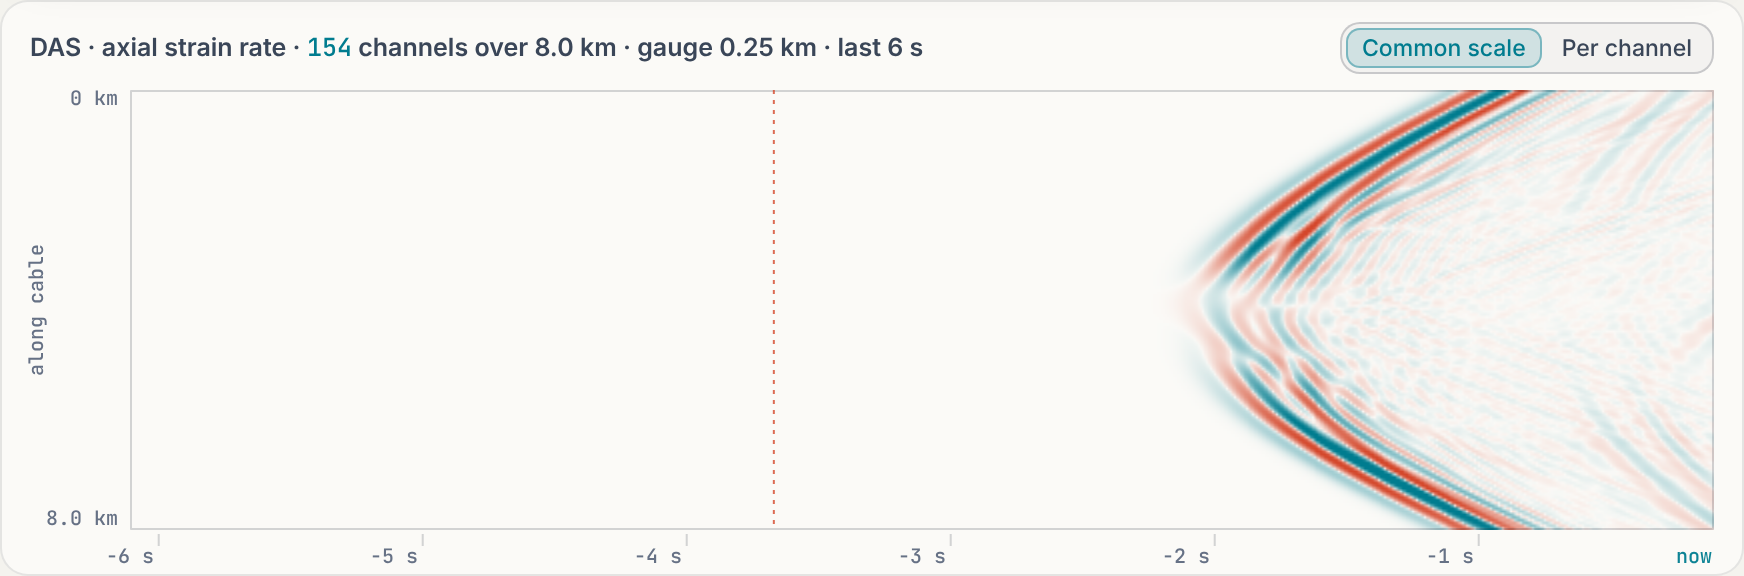 DAS · axial strain rate · 154 channels over 8.0 km · gauge 0.25 km · last 6 s
Common scale
Per channel
0 km
along cable
8.0 km
-6 s
-5 s
-4 s
-3 s
-2 s
-1 s
now